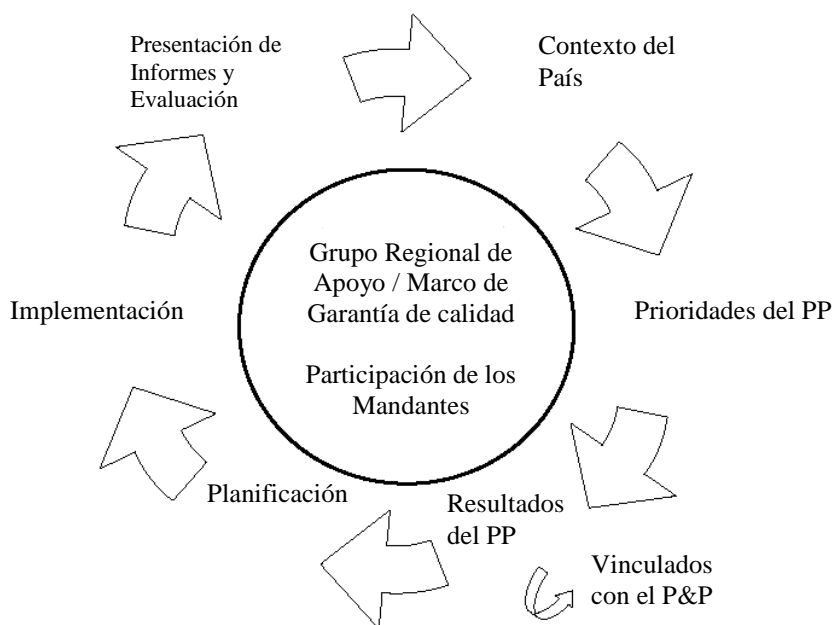 Presentación de
Informes y
Evaluación
Contexto del
País
Grupo Regional de
Apoyo / Marco de
Garantía de calidad
Participación de los
Mandantes
Implementación
Prioridades del PP
Planificación
Resultados
del PP
Vinculados
con el P&P